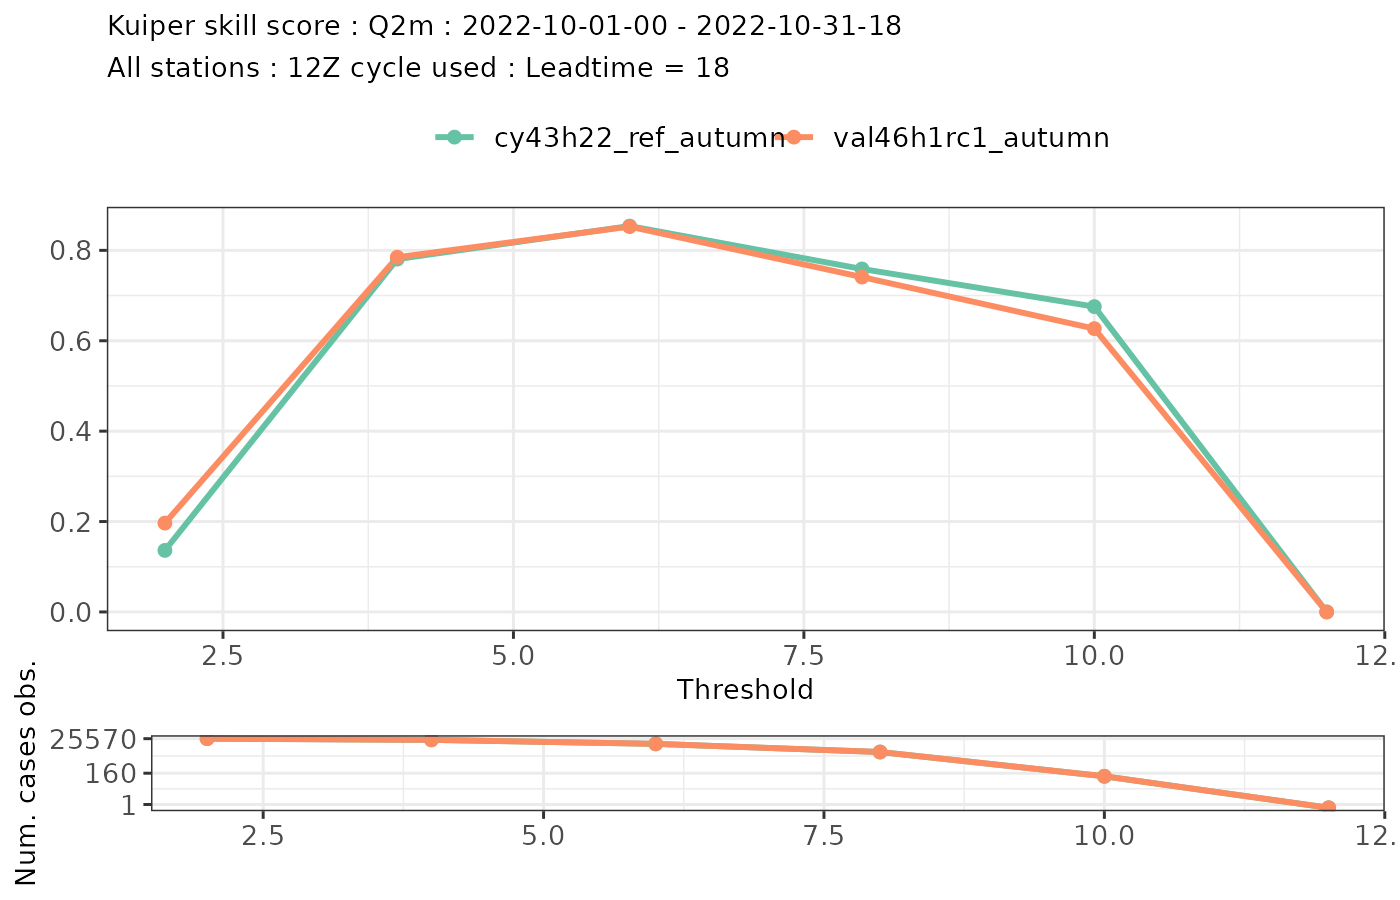 Kuiper skill score : Q2m : 2022-10-01-00 - 2022-10-31-18
All stations : 12Z cycle used : Leadtime = 18
cy43h22_ref_autumn val46h1rc1_autumn
0.8
0.6
0.4
0.2
0.0
2.5 5.0 7.5 10.0 12.
Threshold
Num. cases obs.
25570
160
1
2.5 5.0 7.5 10.0 12.